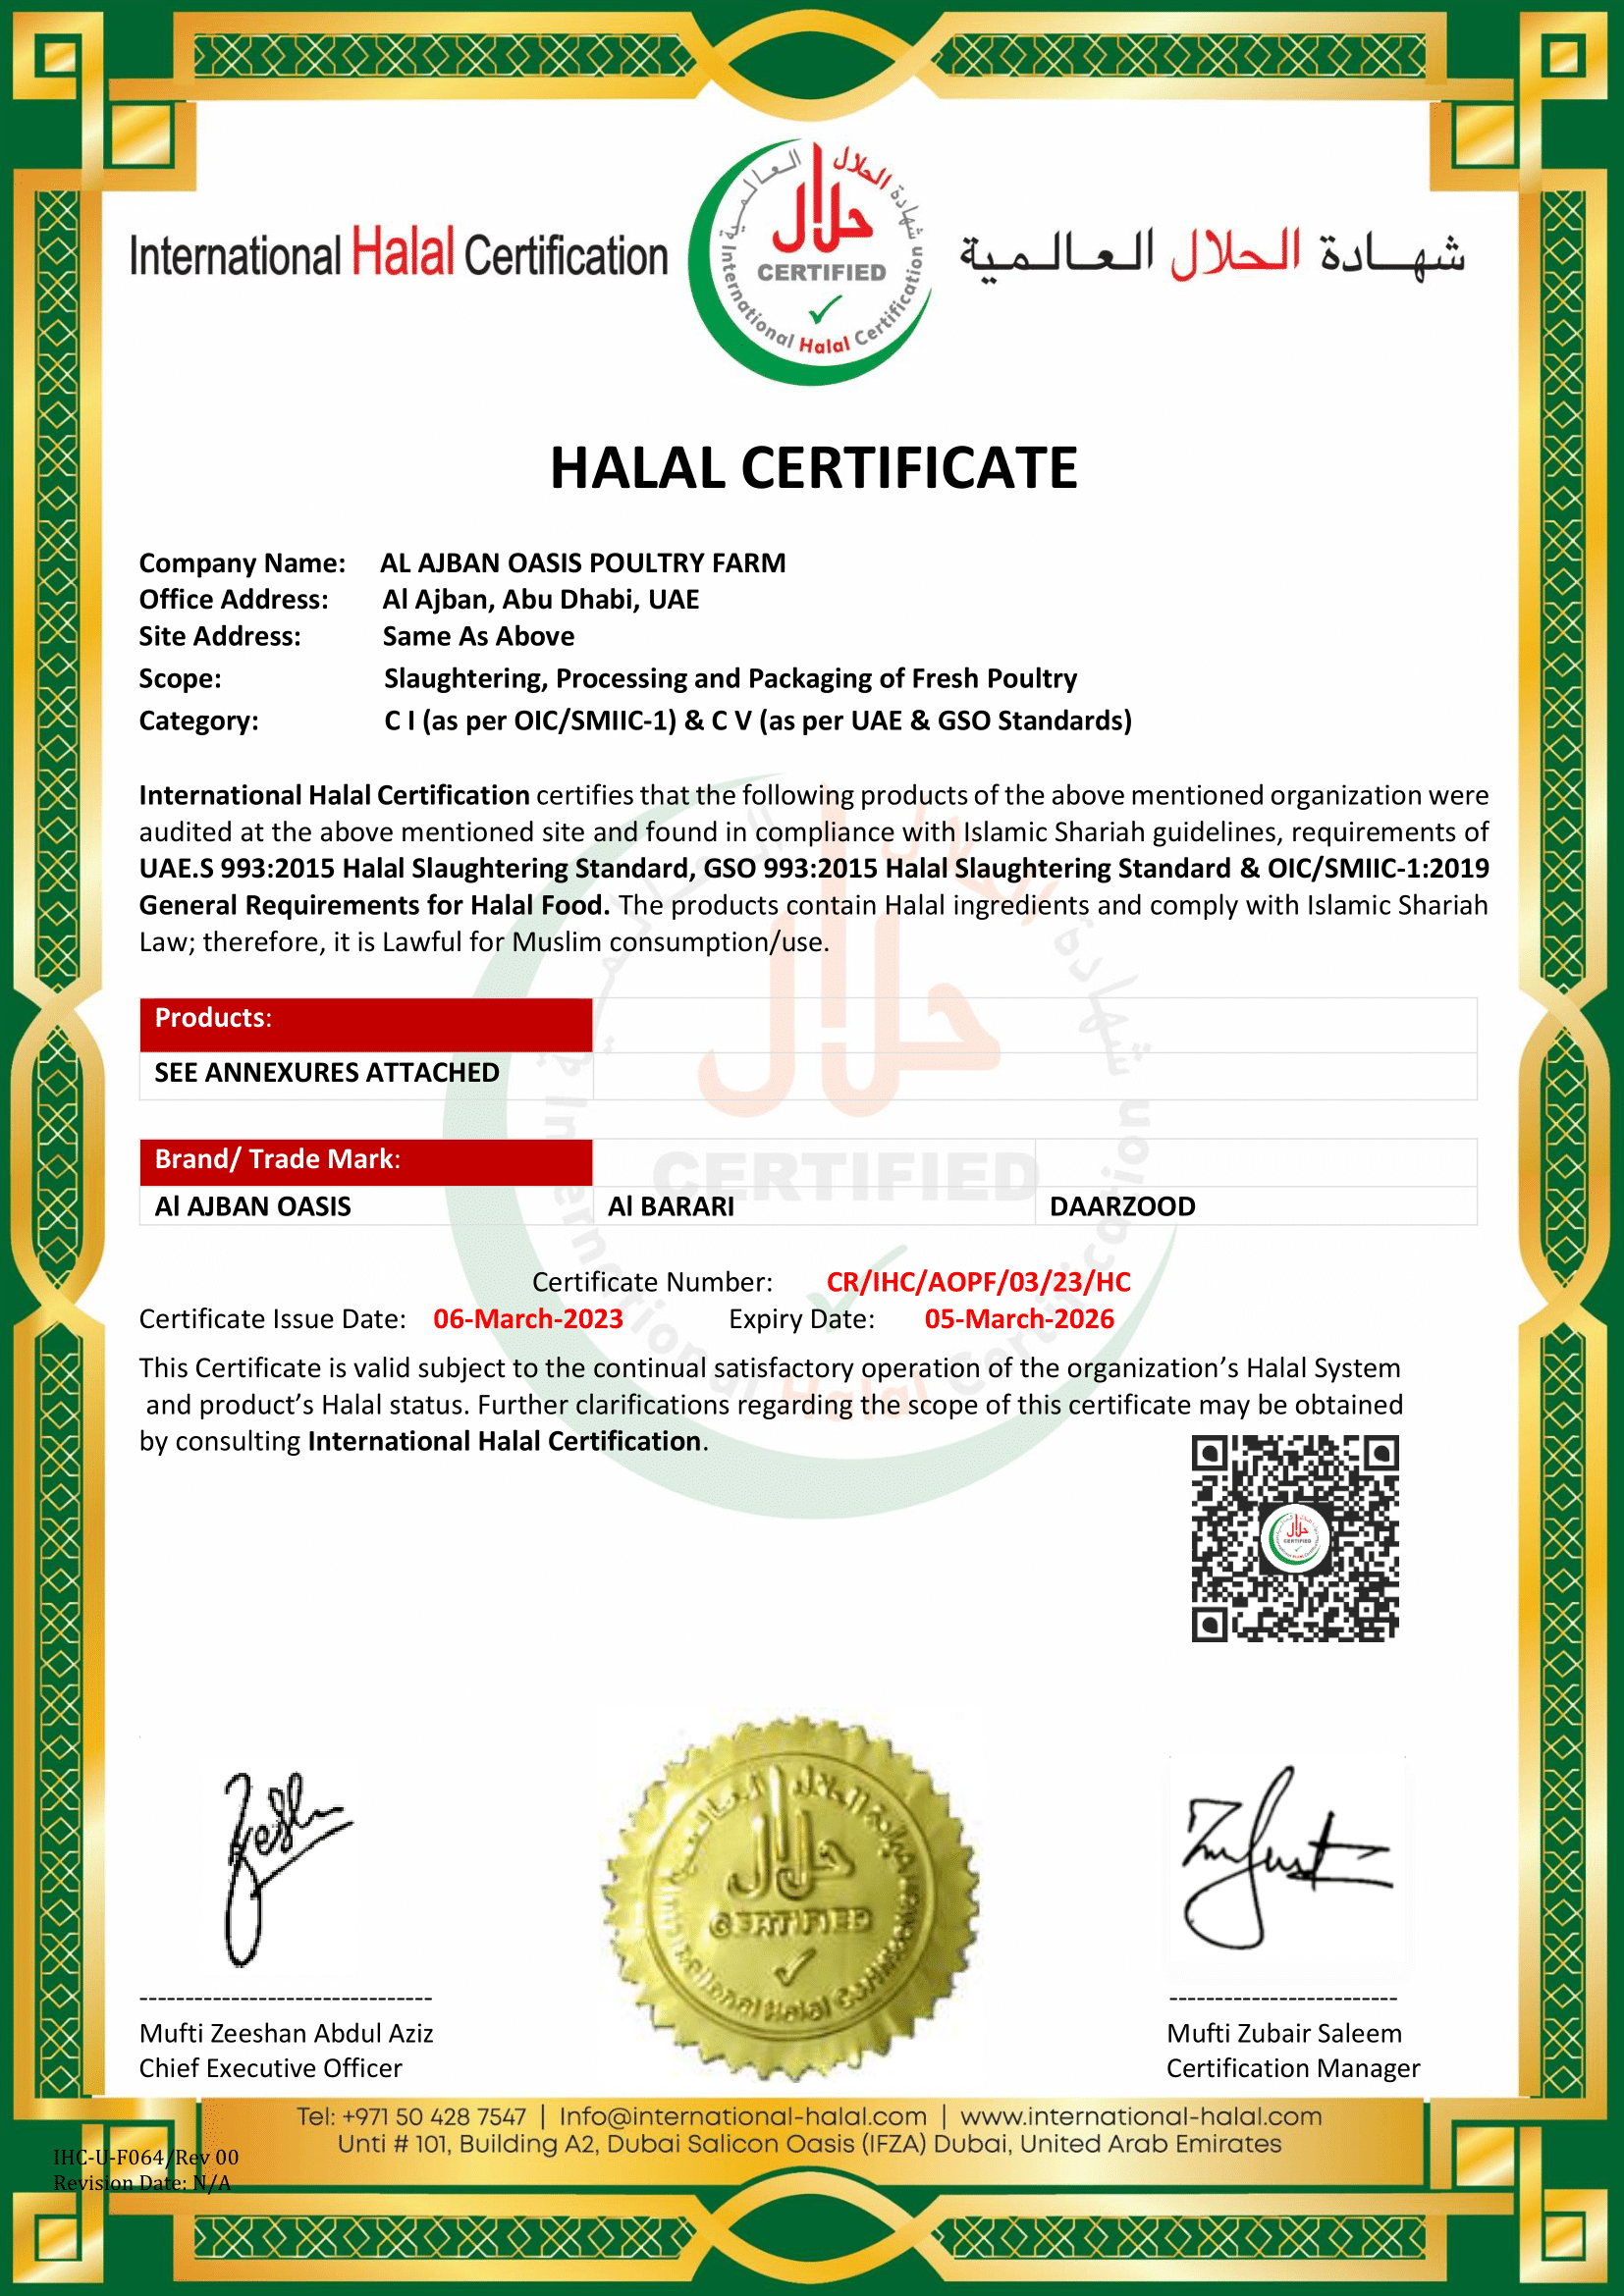 International Halal Certification
العالمية
الحلال
شهادة
حلال
CERTIFIED
International Halal Certification
شهادة الحلال العالمية
HALAL CERTIFICATE
Company Name: AL AJBAN OASIS POULTRY FARM
Office Address: Al Ajban, Abu Dhabi, UAE
Site Address: Same As Above
Scope: Slaughtering, Processing and Packaging of Fresh Poultry
Category: C I (as per OIC/SMIIC-1) & C V (as per UAE & GSO Standards)
International Halal Certification certifies that the following products of the above mentioned organization were
audited at the above mentioned site and found in compliance with Islamic Shariah guidelines, requirements of
UAE.S 993:2015 Halal Slaughtering Standard, GSO 993:2015 Halal Slaughtering Standard & OIC/SMIIC-1:2019
General Requirements for Halal Food. The products contain Halal ingredients and comply with Islamic Shariah
Law; therefore, it is Lawful for Muslim consumption/use.
Products:
SEE ANNEXURES ATTACHED
Brand/ Trade Mark:
Al AJBAN OASIS Al BARARI DAARZOOD
Certificate Number: CR/IHC/AOPF/03/23/HC
Certificate Issue Date: 06-March-2023 Expiry Date: 05-March-2026
This Certificate is valid subject to the continual satisfactory operation of the organization’s Halal System
and product’s Halal status. Further clarifications regarding the scope of this certificate may be obtained
by consulting International Halal Certification.
حلال
CERTIFIED
--------------------------------
Mufti Zeeshan Abdul Aziz
Chief Executive Officer
-------------------------
Mufti Zubair Saleem
Certification Manager
Tel: +971 50 428 7547 | Info@international-halal.com | www.international-halal.com
Unti # 101, Building A2, Dubai Salicon Oasis (IFZA) Dubai, United Arab Emirates
IHC-U-F064/Rev 00
Revision Date: N/A